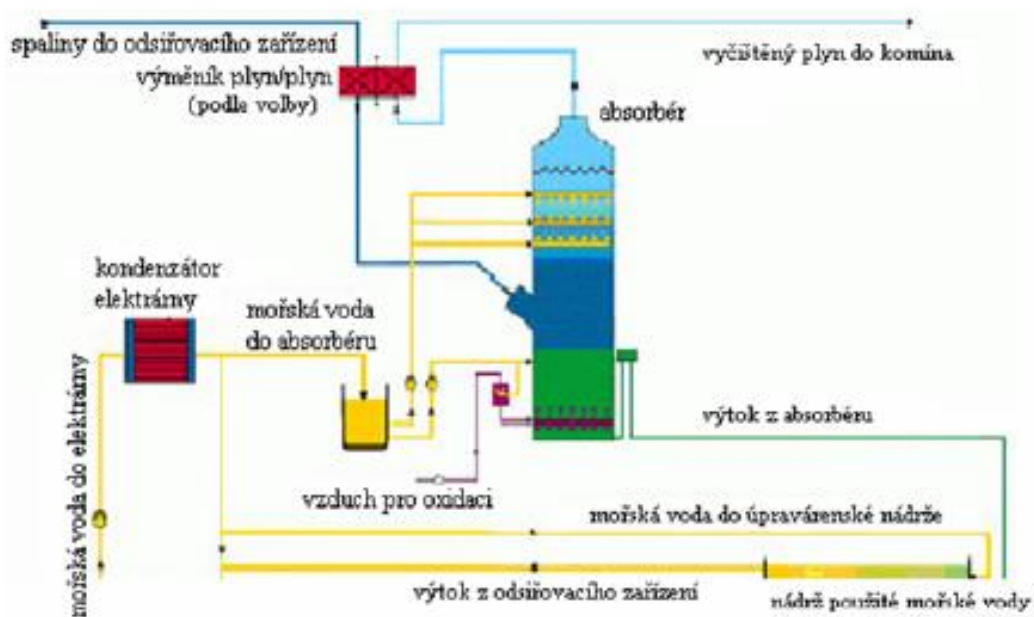 spaliny do odsiřovacího zařízení
vyčištěný plyn do komína
výměník plyn/plyn
(podle volby)
absorbér
kondenzátor
elektrárny
mořská voda
do absorbéru
mořská voda do elektrárny
výtok z absorbéru
vzduch pro oxidaci
mořská voda do úpravárenské nádrže
výtok z odsiřovacího zařízení
nádrž použité mořské vody